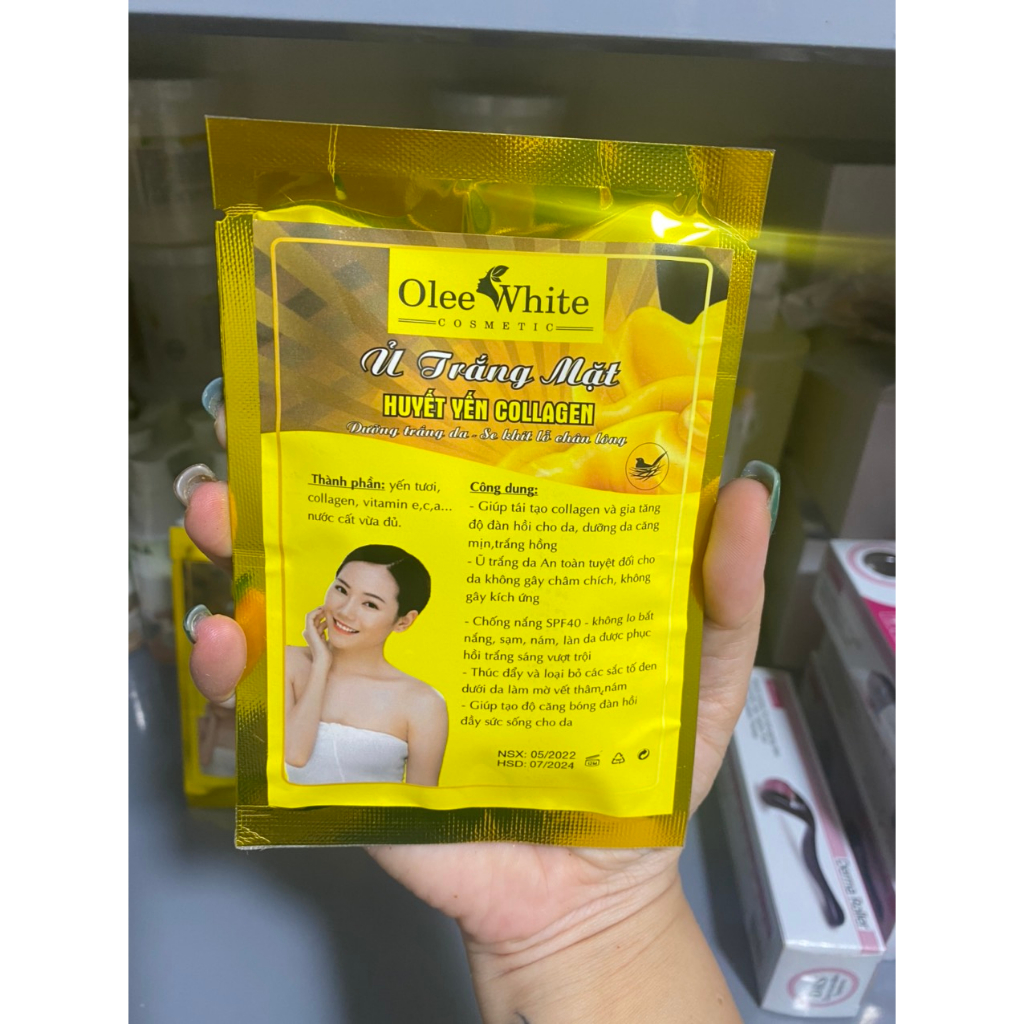 Olee White
COSMETIC
Ủ Trắng Mặt
HUYẾT YẾN COLLAGEN
Dưỡng trắng da - Se khít lỗ chân lông
Thành phần: yến tươi,
collagen, vitamin e,c,a...
nước cất vừa đủ.
Công dung:
- Giúp tái tạo collagen và gia tăng
độ đàn hồi cho da, dưỡng da căng
mịn,trắng hồng
- Ủ trắng da An toàn tuyệt đối cho
da không gây châm chích, không
gây kích ứng
- Chống nắng SPF40 - không lo bắt
nắng, sạm, nám, làn da được phục
hồi trắng sáng vượt trội
- Thúc đẩy và loại bỏ các sắc tố đen
dưới da làm mờ vết thâm,nám
- Giúp tạo độ căng bóng đàn hồi
đầy sức sống cho da
NSX: 05/2022
HSD: 07/2024
12M
Derma Roller